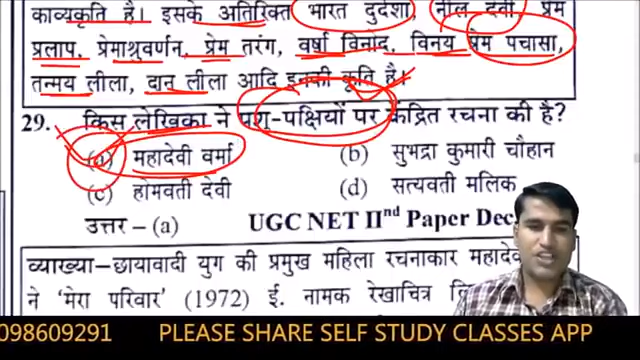 काव्यकृति है। इसके अतिरिक्त भारत दुर्दशा, नील देवी, प्रेम
प्रलाप, प्रेमाश्रुवर्णन, प्रेम तरंग, वर्षा विनोद, विनय प्रेम पचासा,
तन्मय लीला, दान लीला आदि इनकी कृति है।
29. किस लेखिका ने पशु-पक्षियों पर केंद्रित रचना की है?
(a) महादेवी वर्मा (b) सुभद्रा कुमारी चौहान
(c) होमवती देवी (d) सत्यवती मलिक
उत्तर –(a) UGC NET IInd Paper Dec.
व्याख्या–छायावादी युग की प्रमुख महिला रचनाकार
ने 'मेरा परिवार' (1972) ई. नामक रेखाचित्र
098609291 PLEASE SHARE SELF STUDY CLASSES APP